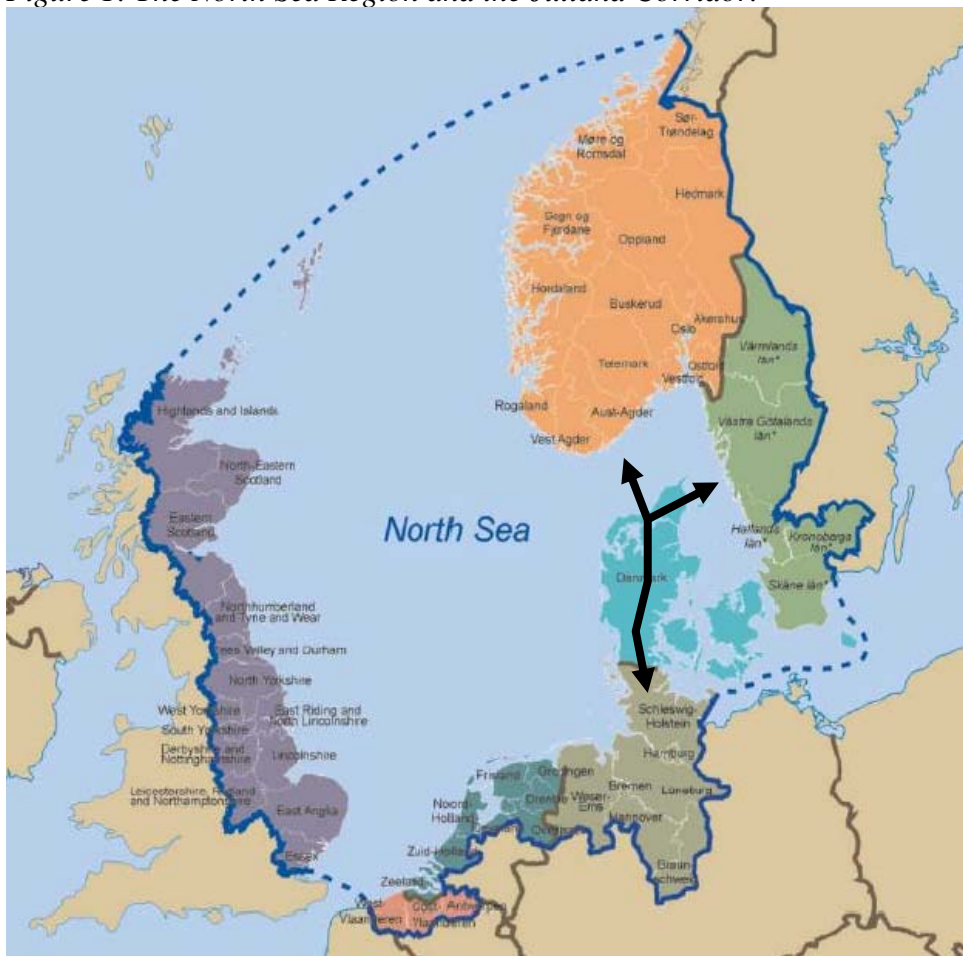 Figure 1: The North Sea Region and the Jutland Corridor.
Sør-
Trøndelag
Møre og
Romsdal
Hedmark
Sogn og
Fjordane
Oppland
Hordaland
Buskerud
Akershus
Oslo
Värmlands
län*
Telemark
Østfold
Vestfold
Rogaland
Aust-Agder
Vest-Agder
Västra Götalands
län*
Highlands and Islands
North-Eastern
Scotland
Eastern
Scotland
North Sea
Hallands
län*
Kronobergs
län*
Danmark
Skåne län*
Northhumberland
and Tyne and Wear
Tees Valley and Durham
North Yorkshire
West Yorkshire
East Riding and
North Lincolnshire
South Yorkshire
Derbyshire and
Nottinghamshire
Lincolnshire
Leicestershire, Rutland
and Northamptonshire
East Anglia
Essex
Schleswig-
Holstein
Hamburg
Lüneburg
Bremen
Weser-
Ems
Hannover
Braun-
schweig
Frisland
Groningen
Drenthe
Noord-
Holland
Zuid-Holland
Zeeland
West-
Vlaanderen
Oost-
Vlaanderen
Antwerpen